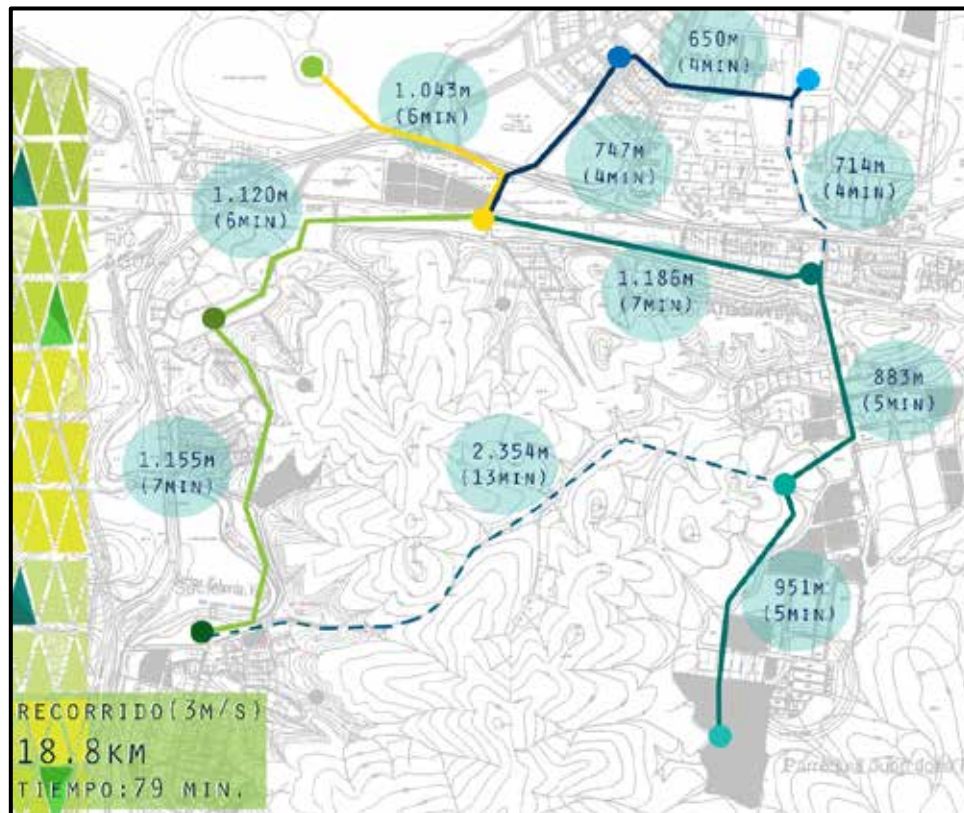 650M
(4MIN)
1.043M
(6MIN)
747M
(4MIN)
714M
(4MIN)
1.120M
(6MIN)
1.186M
(7MIN)
883M
(5MIN)
1.155M
(7MIN)
2.354M
(13MIN)
951M
(5MIN)
RECORRIDO(3M/S)
18.8KM
TIEMPO:79 MIN.